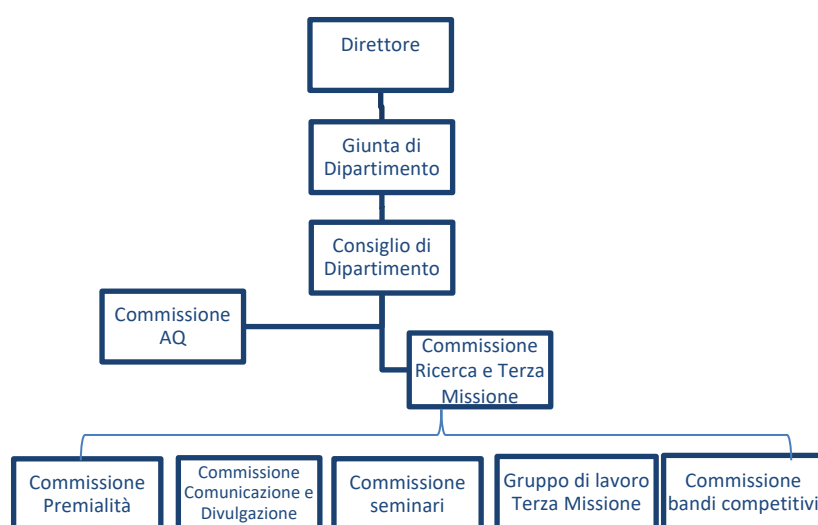 Direttore
Giunta di
Dipartimento
Consiglio di
Dipartimento
Commissione
AQ
Commissione
Ricerca e Terza
Missione
Commissione
Premialità
Commissione
Comunicazione e
Divulgazione
Commissione
seminari
Gruppo di lavoro
Terza Missione
Commissione
bandi competitivi